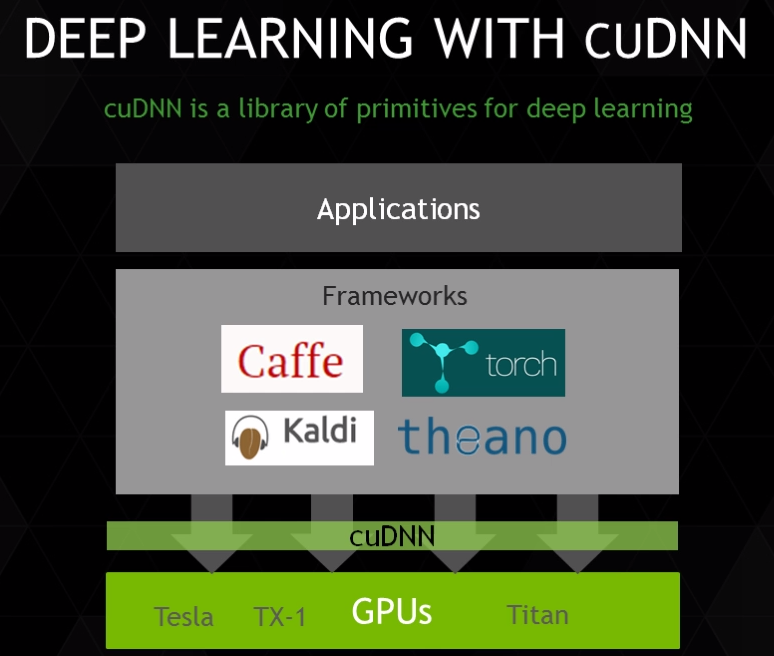 DEEP LEARNING WITH CUDNN
cuDNN is a library of primitives for deep learning
Applications
Frameworks
Caffe
torch
Kaldi
theano
cuDNN
Tesla TX-1 GPUs Titan